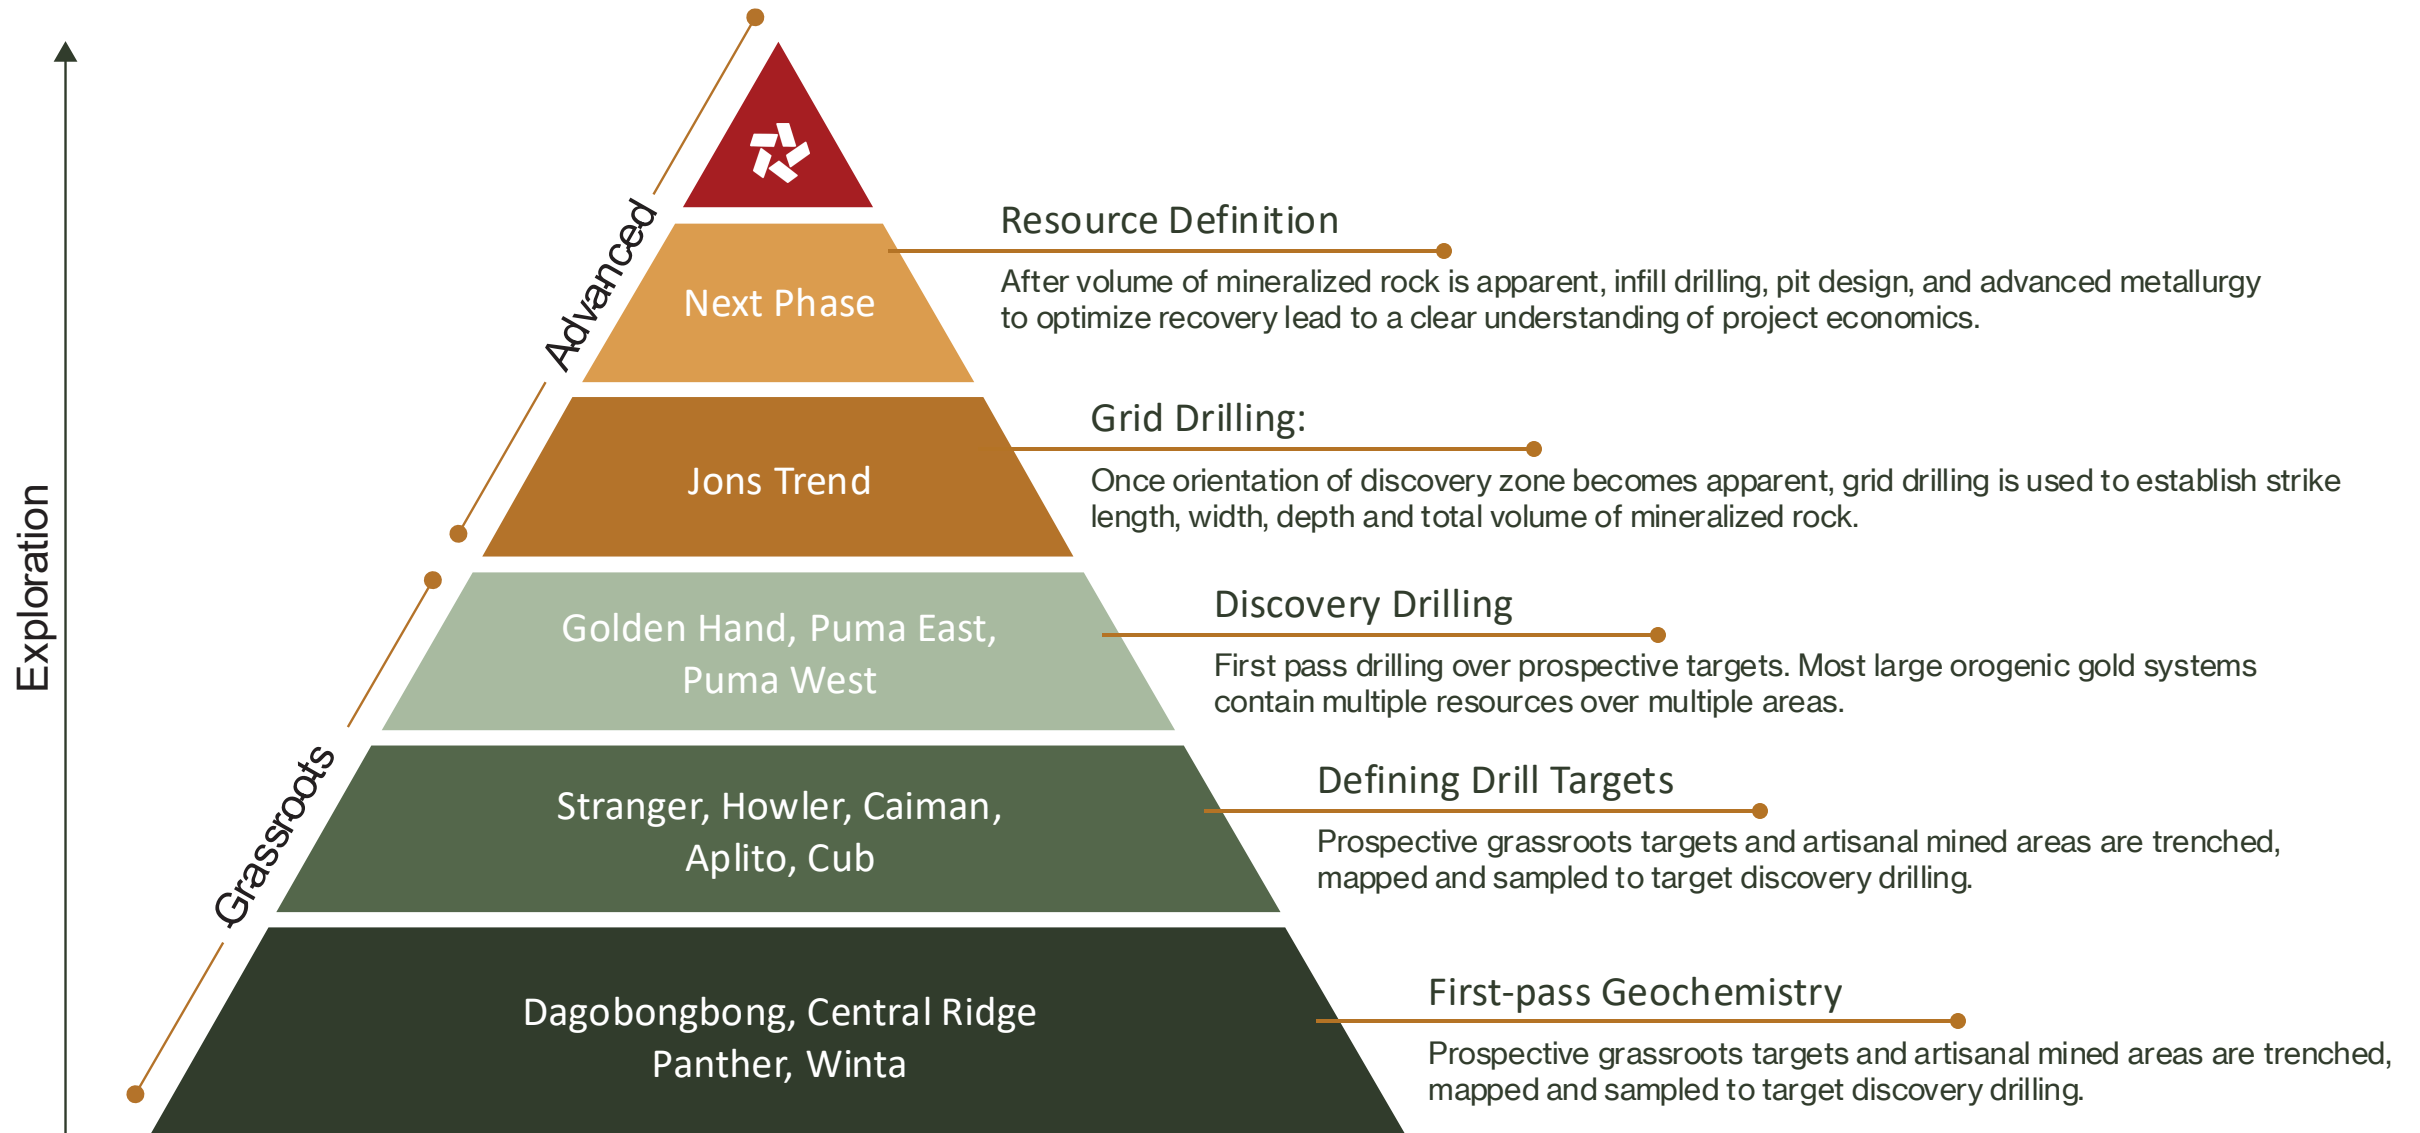 Exploration
Advanced
Grassroots
Next Phase
Resource Definition
After volume of mineralized rock is apparent, infill drilling, pit design, and advanced metallurgy
to optimize recovery lead to a clear understanding of project economics.
Jons Trend
Grid Drilling:
Once orientation of discovery zone becomes apparent, grid drilling is used to establish strike
length, width, depth and total volume of mineralized rock.
Golden Hand, Puma East,
Puma West
Discovery Drilling
First pass drilling over prospective targets. Most large orogenic gold systems
contain multiple resources over multiple areas.
Stranger, Howler, Caiman,
Aplito, Cub
Defining Drill Targets
Prospective grassroots targets and artisanal mined areas are trenched,
mapped and sampled to target discovery drilling.
Dagobongbong, Central Ridge
Panther, Winta
First-pass Geochemistry
Prospective grassroots targets and artisanal mined areas are trenched,
mapped and sampled to target discovery drilling.